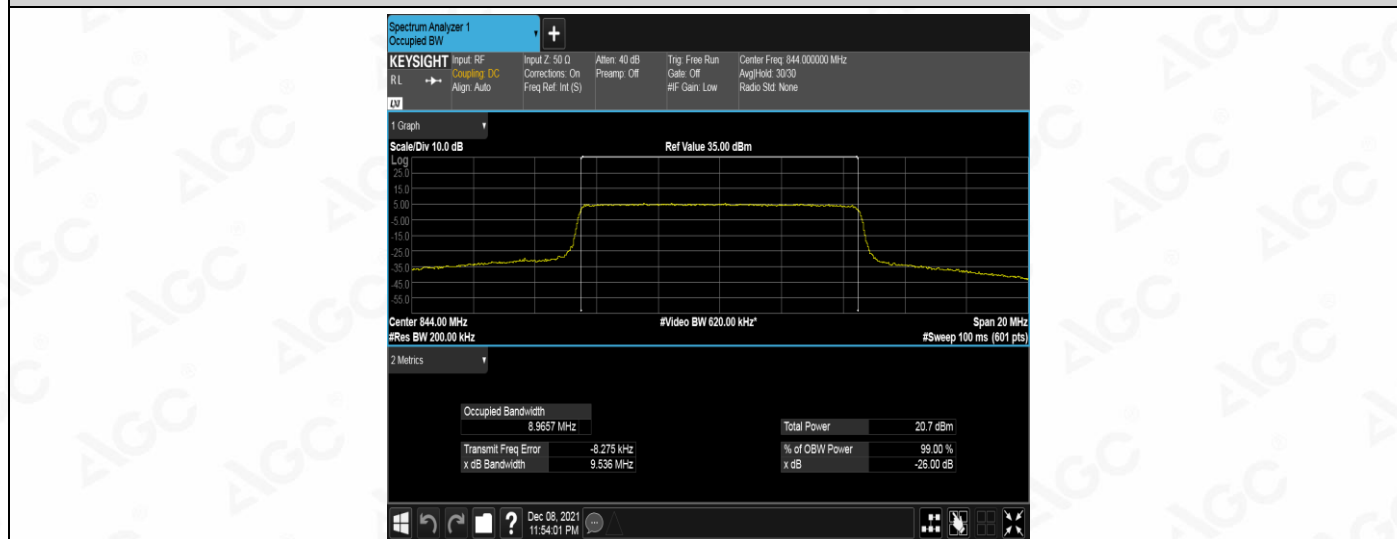 Spectrum Analyzer 1
Occupied BW
+
KEYSIGHT
RL
LXI
Input: RF
Coupling: DC
Align: Auto
Input Z: 50 Ω
Corrections: On
Freq Ref: Int (S)
Atten: 40 dB
Preamp: Off
Trig: Free Run
Gate: Off
#IF Gain: Low
Center Freq: 844.000000 MHz
Avg|Hold: 30/30
Radio Std: None
1 Graph
Scale/Div 10.0 dB
Ref Value 35.00 dBm
Log
25.0
15.0
5.00
-5.00
-15.0
-25.0
-35.0
-45.0
-55.0
Center 844.00 MHz
#Video BW 620.00 kHz*
Span 20 MHz
#Res BW 200.00 kHz
#Sweep 100 ms (601 pts)
2 Metrics
Occupied Bandwidth
8.9657 MHz
Total Power 20.7 dBm
Transmit Freq Error -8.275 kHz
% of OBW Power 99.00 %
x dB Bandwidth 9.536 MHz
x dB -26.00 dB
?
Dec 08, 2021
11:54:01 PM
AGC